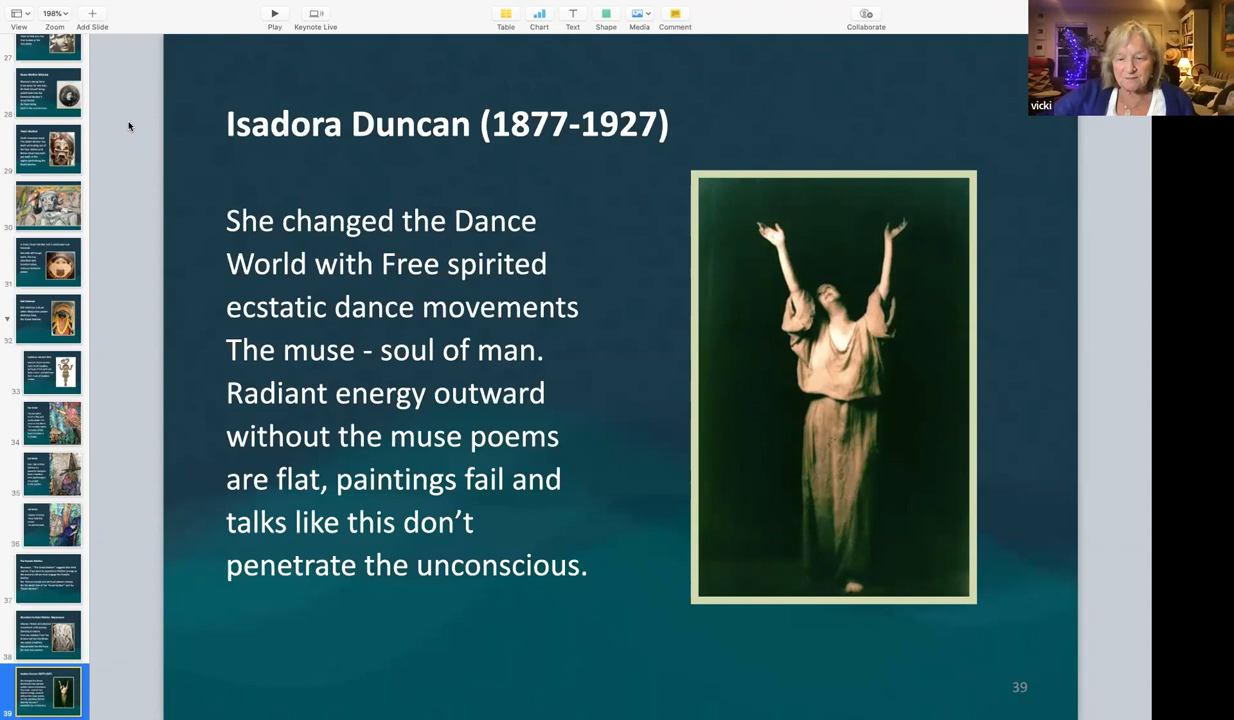 198%
View
Zoom
Add Slide
Play
Keynote Live
Table
Chart
Text
Shape
Media
Comment
Collaborate
vicki
Isadora Duncan (1877-1927)
She changed the Dance
World with Free spirited
ecstatic dance movements
The muse - soul of man.
Radiant energy outward
without the muse poems
are flat, paintings fail and
talks like this don’t
penetrate the unconscious.
39
27
28
29
30
31
32
33
34
35
36
37
38
39